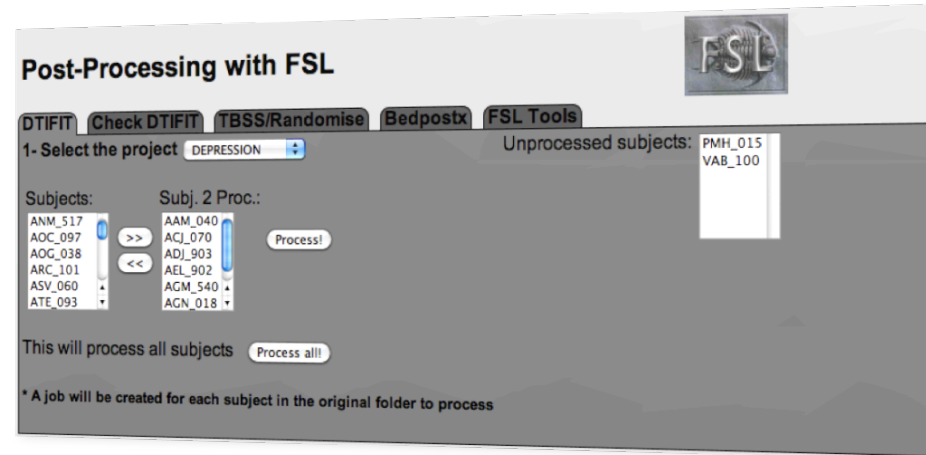 Post-Processing with FSL
FSL
DTIFIT Check DTIFIT TBSS/Randomise Bedpostx FSL Tools
1- Select the project DEPRESSION
Unprocessed subjects:
PMH_015
VAB_100
Subjects:
ANM_517
AOC_097
AOG_038
ARC_101
ASV_060
ATE_093
>>
<<
Subj. 2 Proc.:
AAM_040
ACJ_070
ADJ_903
AEL_902
AGM_540
AGN_018
Process!
This will process all subjects Process all!
* A job will be created for each subject in the original folder to process